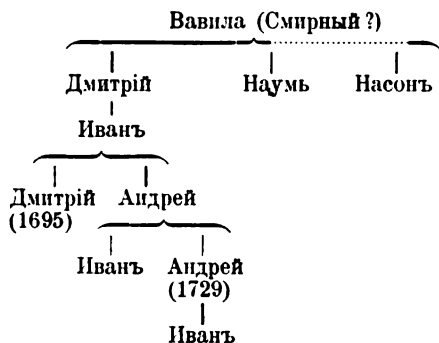 Вавила (Смирный?)
Дмитрій Наумъ Насонъ
Иванъ
Дмитрій Андрей
(1695)
Иванъ Андрей
(1729)
Иванъ